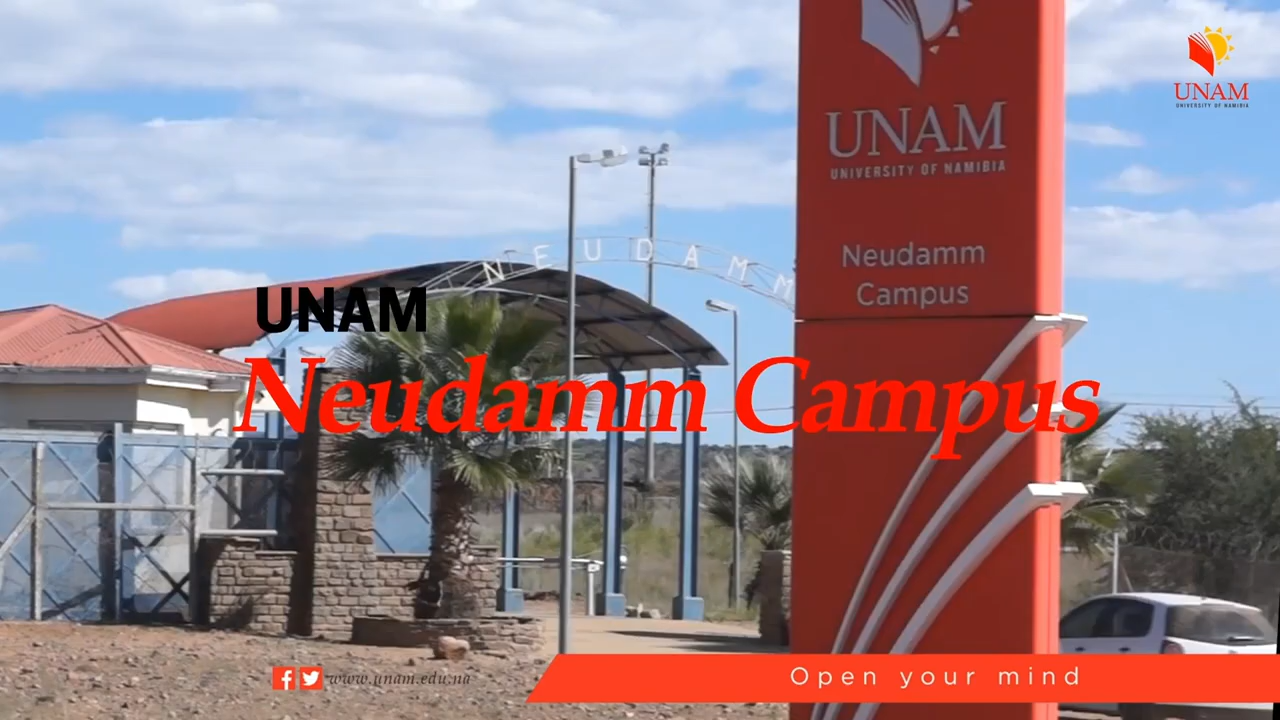 UNAM
UNIVERSITY OF NAMIBIA
UNAM
UNIVERSITY OF NAMIBIA
Neudamm
Campus
NEUDAMM
UNAM
Neudamm Campus
www.unam.edu.na
Open your mind